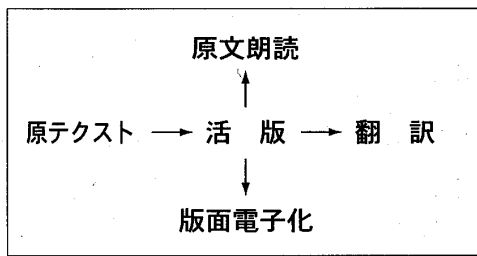 原文朗読
原テクスト → 活 版 → 翻 訳
版面電子化